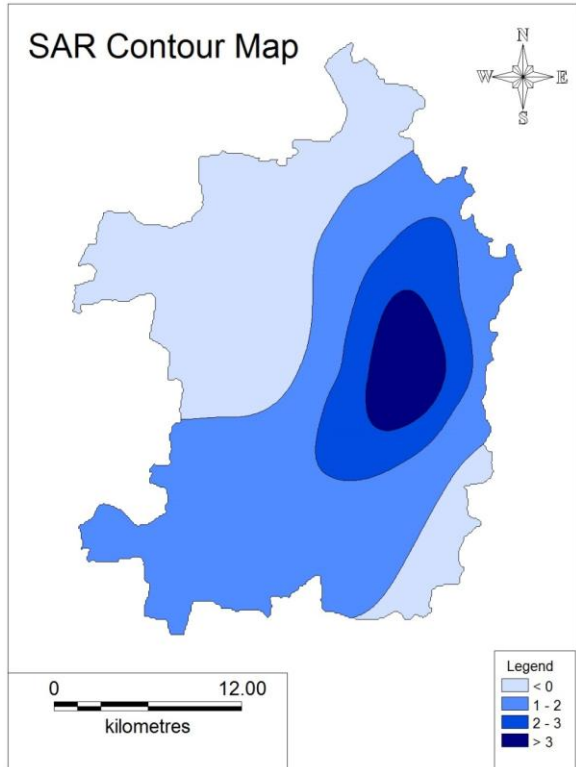 SAR Contour Map
N
W E
S
0 12.00
kilometres
Legend
< 0
1 - 2
2 - 3
> 3